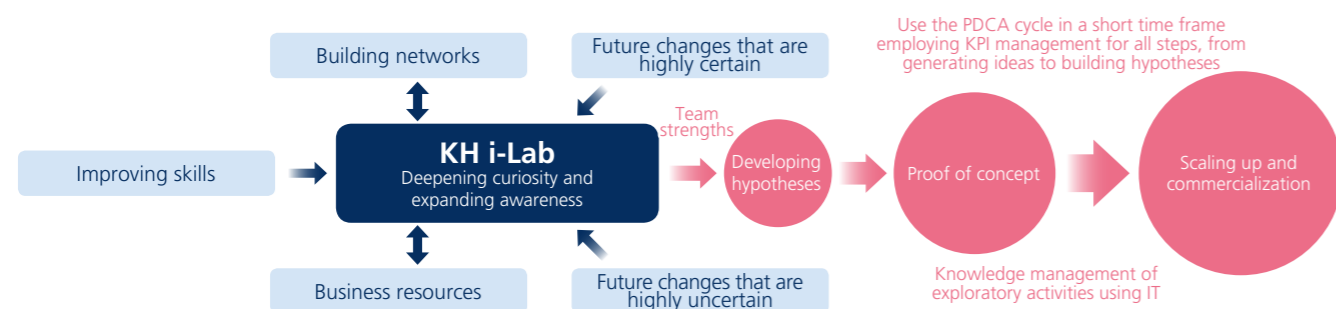 Building networks
Future changes that are
highly certain
Use the PDCA cycle in a short time frame
employing KPI management for all steps, from
generating ideas to building hypotheses
Improving skills
KH i-Lab
Deepening curiosity and
expanding awareness
Team
strengths
Developing
hypotheses
Proof of concept
Scaling up and
commercialization
Business resources
Future changes that are
highly uncertain
Knowledge management of
exploratory activities using IT